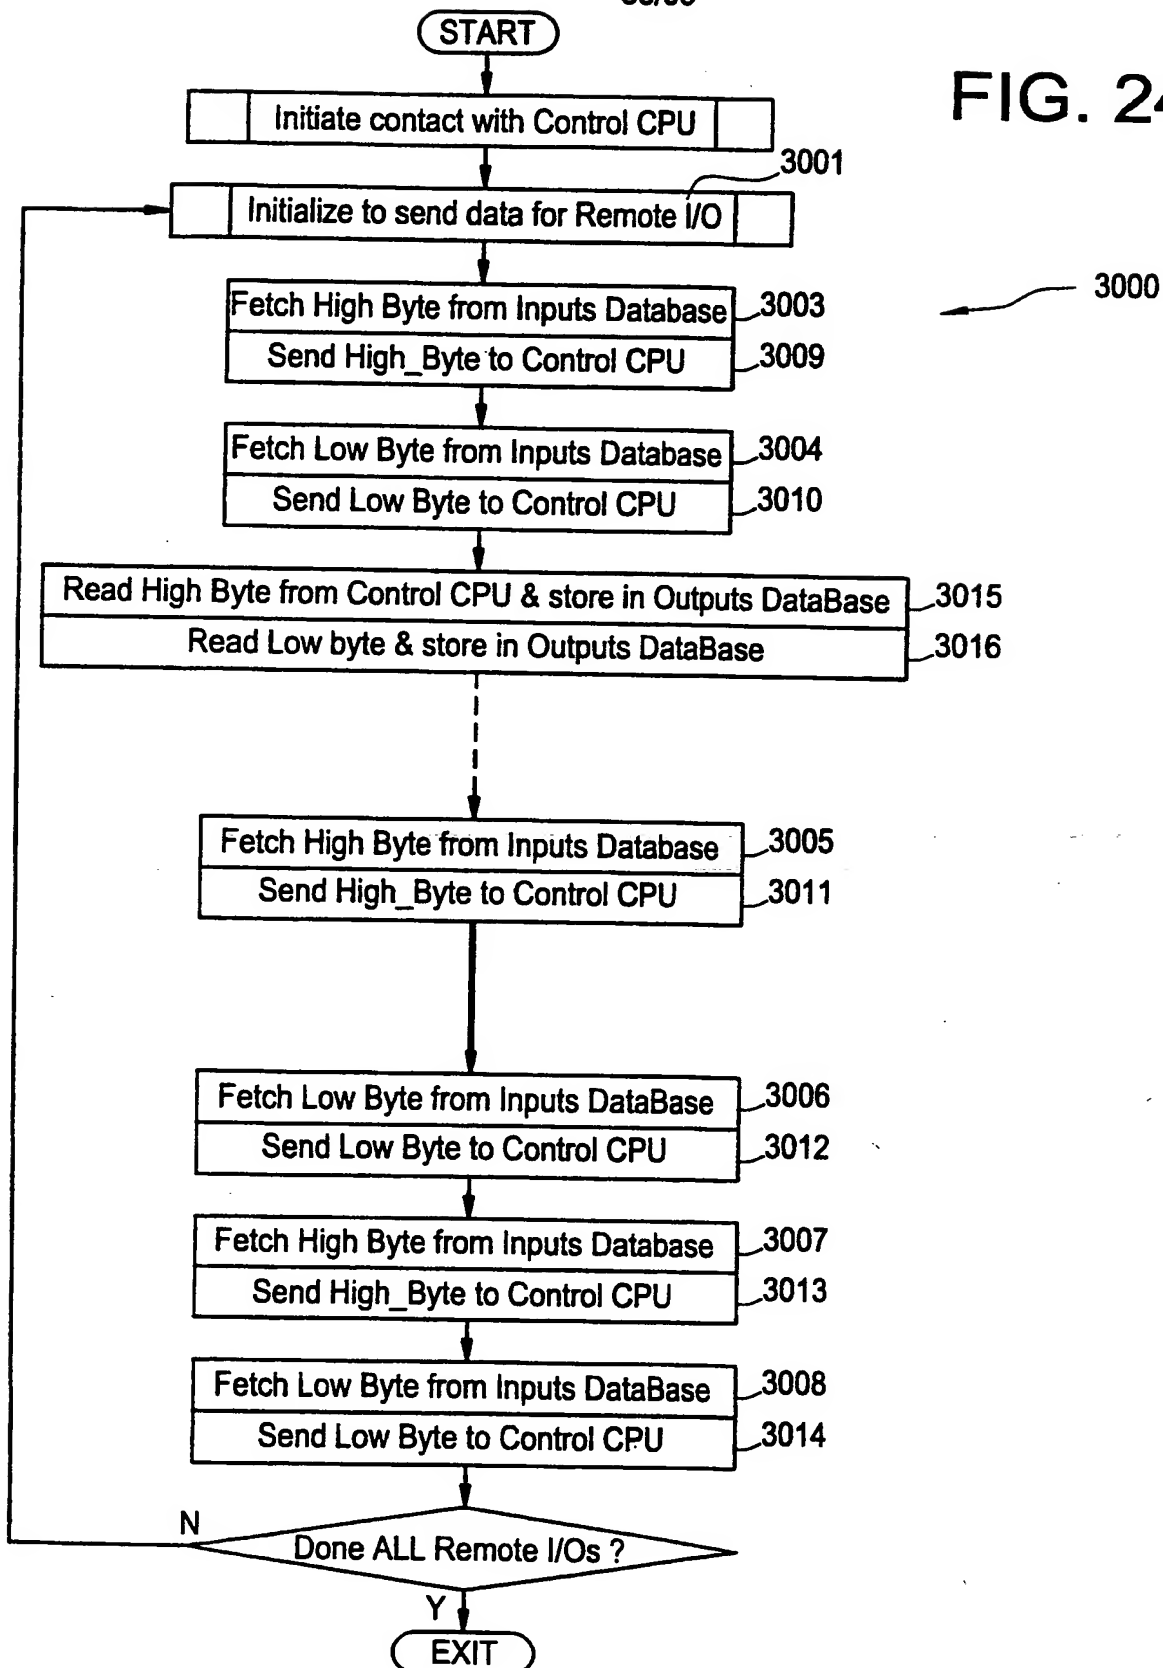 START
FIG. 24
Initiate contact with Control CPU
3001
Initialize to send data for Remote I/O
3000
Fetch High Byte from Inputs Database 3003
Send High_Byte to Control CPU 3009
Fetch Low Byte from Inputs Database 3004
Send Low Byte to Control CPU 3010
Read High Byte from Control CPU & store in Outputs DataBase 3015
Read Low byte & store in Outputs DataBase 3016
Fetch High Byte from Inputs Database 3005
Send High_Byte to Control CPU 3011
Fetch Low Byte from Inputs DataBase 3006
Send Low Byte to Control CPU 3012
Fetch High Byte from Inputs Database 3007
Send High_Byte to Control CPU 3013
Fetch Low Byte from Inputs DataBase 3008
Send Low Byte to Control CPU 3014
N
Done ALL Remote I/Os ?
Y
EXIT